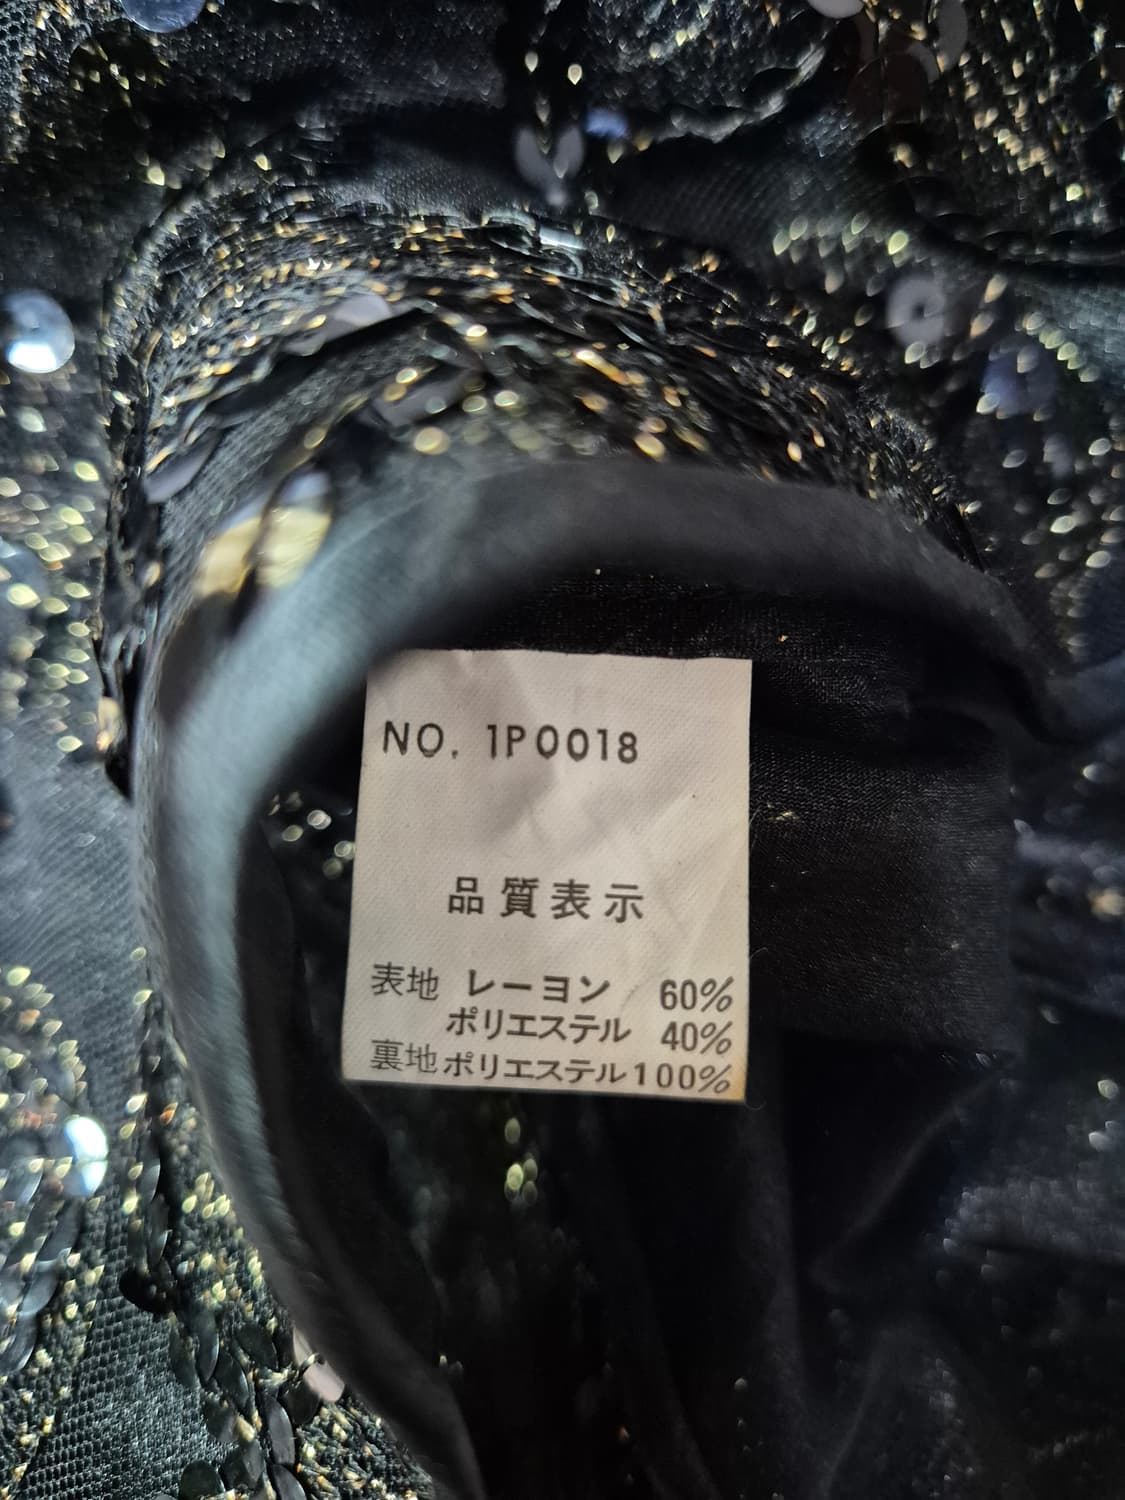 NO. 1P0018
品質表示
表地 レーヨン 60%
ポリエステル 40%
裏地 ポリエステル 100%